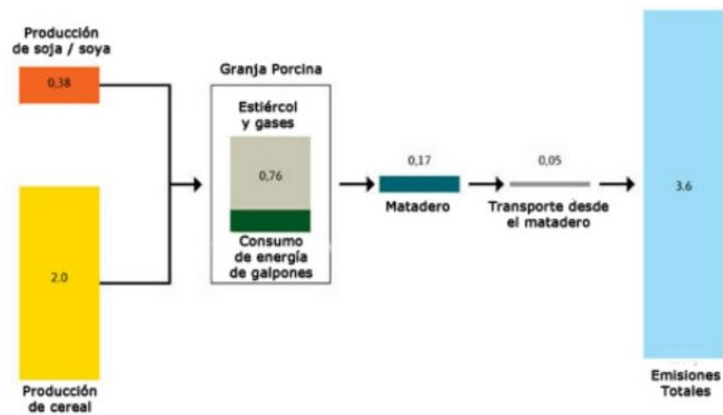 Producción
de soja / soya
0,38
Granja Porcina
Estiércol
y gases
0,76
Consumo
de energía
de galpones
0,17
Matadero
0,05
Transporte desde
el matadero
3.6
Emisiones
Totales
2.0
Producción
de cereal